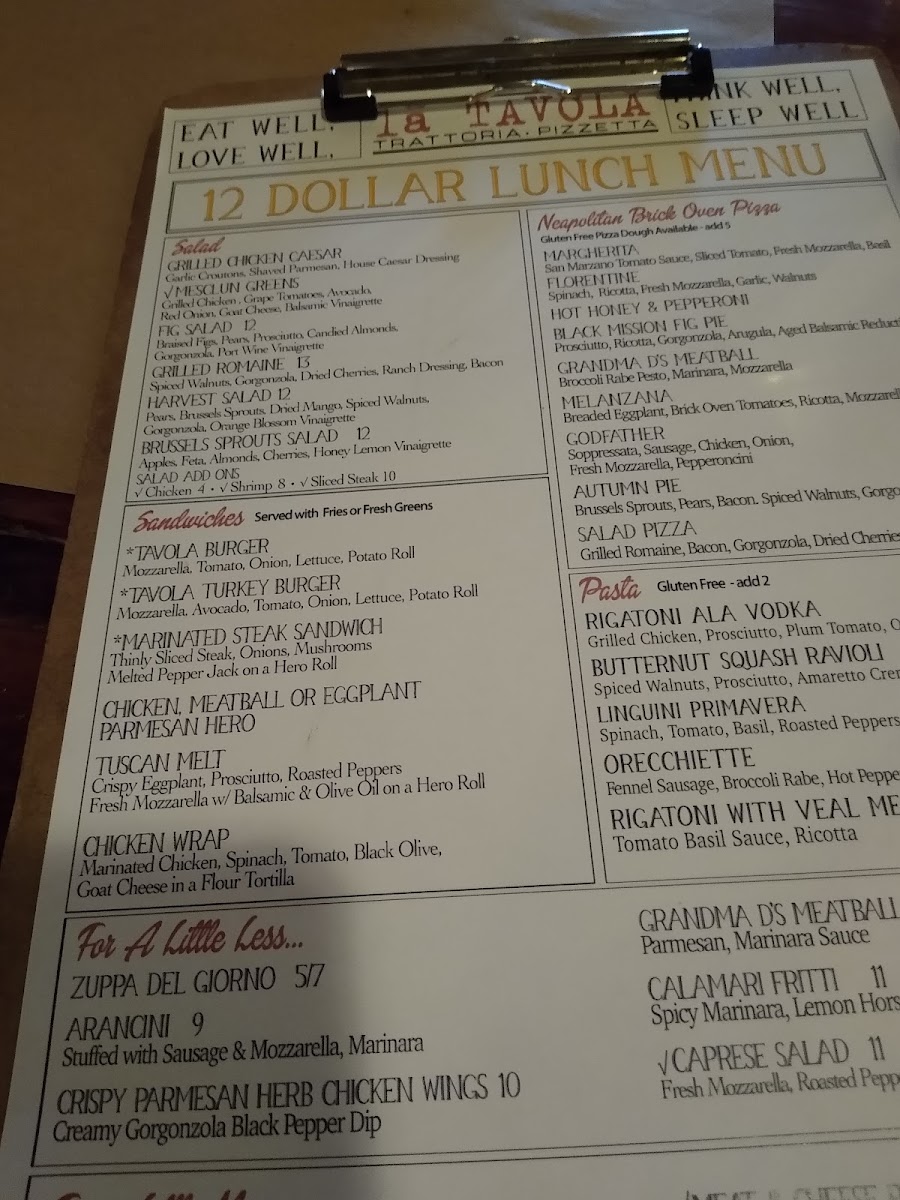 EAT WELL,
LOVE WELL,
la TAVOLA
TRATTORIA • PIZZETTA
WELL,
SLEEP WELL
12 DOLLAR LUNCH MENU
Salad
GRILLED CHICKEN CAESAR
Garlic Croutons, Shaved Parmesan, House Caesar Dressing
√MESCLUN GREENS
Grilled Chicken, Grape Tomatoes, Avocado,
Red Onion, Goat Cheese, Balsamic Vinaigrette
FIG SALAD 12
Braised Figs, Pears, Prosciutto, Candied Almonds,
Gorgonzola, Port Wine Vinaigrette
GRILLED ROMAINE 13
Spiced Walnuts, Gorgonzola, Dried Cherries, Ranch Dressing, Bacon
HARVEST SALAD 12
Pears, Brussels Sprouts, Dried Mango, Spiced Walnuts,
Gorgonzola, Orange Blossom Vinaigrette
BRUSSELS SPROUTS SALAD 12
Apples, Feta, Almonds, Cherries, Honey Lemon Vinaigrette
SALAD ADD ONS
√ Chicken 4 • √ Shrimp 8 • √ Sliced Steak 10
Sandwiches Served with Fries or Fresh Greens
*TAVOLA BURGER
Mozzarella, Tomato, Onion, Lettuce, Potato Roll
*TAVOLA TURKEY BURGER
Mozzarella, Avocado, Tomato, Onion, Lettuce, Potato Roll
*MARINATED STEAK SANDWICH
Thinly Sliced Steak, Onions, Mushrooms
Melted Pepper Jack on a Hero Roll
CHICKEN, MEATBALL OR EGGPLANT
PARMESAN HERO
TUSCAN MELT
Crispy Eggplant, Prosciutto, Roasted Peppers
Fresh Mozzarella w/ Balsamic & Olive Oil on a Hero Roll
CHICKEN WRAP
Marinated Chicken, Spinach, Tomato, Black Olive,
Goat Cheese in a Flour Tortilla
Neapolitan Brick Oven Pizza
Gluten Free Pizza Dough Available - add 5
MARGHERITA
San Marzano Tomato Sauce, Sliced Tomato, Fresh Mozzarella, Basil
FLORENTINE
Spinach, Ricotta, Fresh Mozzarella, Garlic, Walnuts
HOT HONEY & PEPPERONI
BLACK MISSION FIG PIE
Prosciutto, Ricotta, Gorgonzola, Arugula, Aged Balsamic Reducti
GRANDMA D'S MEATBALL
Broccoli Rabe Pesto, Marinara, Mozzarella
MELANZANA
Breaded Eggplant, Brick Oven Tomatoes, Ricotta, Mozzarel
GODFATHER
Soppressata, Sausage, Chicken, Onion,
Fresh Mozzarella, Pepperoncini
AUTUMN PIE
Brussels Sprouts, Pears, Bacon. Spiced Walnuts, Gorgo
SALAD PIZZA
Grilled Romaine, Bacon, Gorgonzola, Dried Cherries
Pasta Gluten Free - add 2
RIGATONI ALA VODKA
Grilled Chicken, Prosciutto, Plum Tomato, O
BUTTERNUT SQUASH RAVIOLI
Spiced Walnuts, Prosciutto, Amaretto Cre
LINGUINI PRIMAVERA
Spinach, Tomato, Basil, Roasted Peppers
ORECCHIETTE
Fennel Sausage, Broccoli Rabe, Hot Peppe
RIGATONI WITH VEAL ME
Tomato Basil Sauce, Ricotta
For A Little Less...
ZUPPA DEL GIORNO 5/7
ARANCINI 9
Stuffed with Sausage & Mozzarella, Marinara
CRISPY PARMESAN HERB CHICKEN WINGS 10
Creamy Gorgonzola Black Pepper Dip
GRANDMA D'S MEATBALL
Parmesan, Marinara Sauce
CALAMARI FRITTI 11
Spicy Marinara, Lemon Hors
√CAPRESE SALAD 11
Fresh Mozzarella, Roasted Pepp